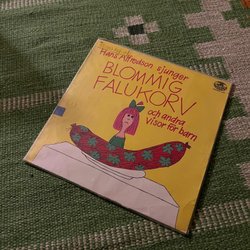 Hans Alfredson sjunger
BLOMMIG
FALUKORV
och andra
visor för barn